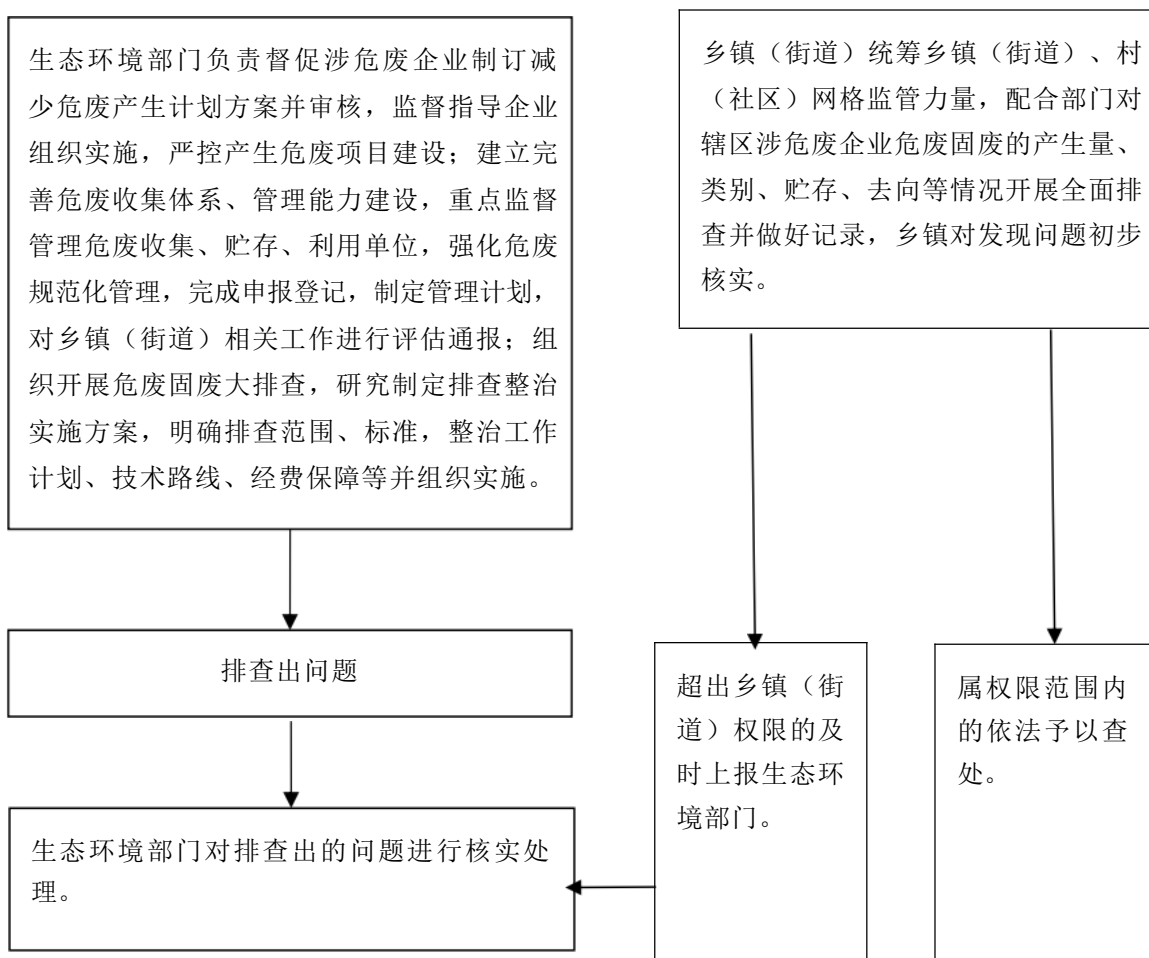 生态环境部门负责督促涉危废企业制订减
少危废产生计划方案并审核，监督指导企业
组织实施，严控产生危废项目建设；建立完
善危废收集体系、管理能力建设，重点监督
管理危废收集、贮存、利用单位，强化危废
规范化管理，完成申报登记，制定管理计划，
对乡镇（街道）相关工作进行评估通报；组
织开展危废固废大排查，研究制定排查整治
实施方案，明确排查范围、标准，整治工作
计划、技术路线、经费保障等并组织实施。
乡镇（街道）统筹乡镇（街道）、村
（社区）网格监管力量，配合部门对
辖区涉危废企业危废固废的产生量、
类别、贮存、去向等情况开展全面排
查并做好记录，乡镇对发现问题初步
核实。
排查出问题
生态环境部门对排查出的问题进行核实处
理。
超出乡镇（街
道）权限的及
时上报生态环
境部门。
属权限范围内
的依法予以查
处。